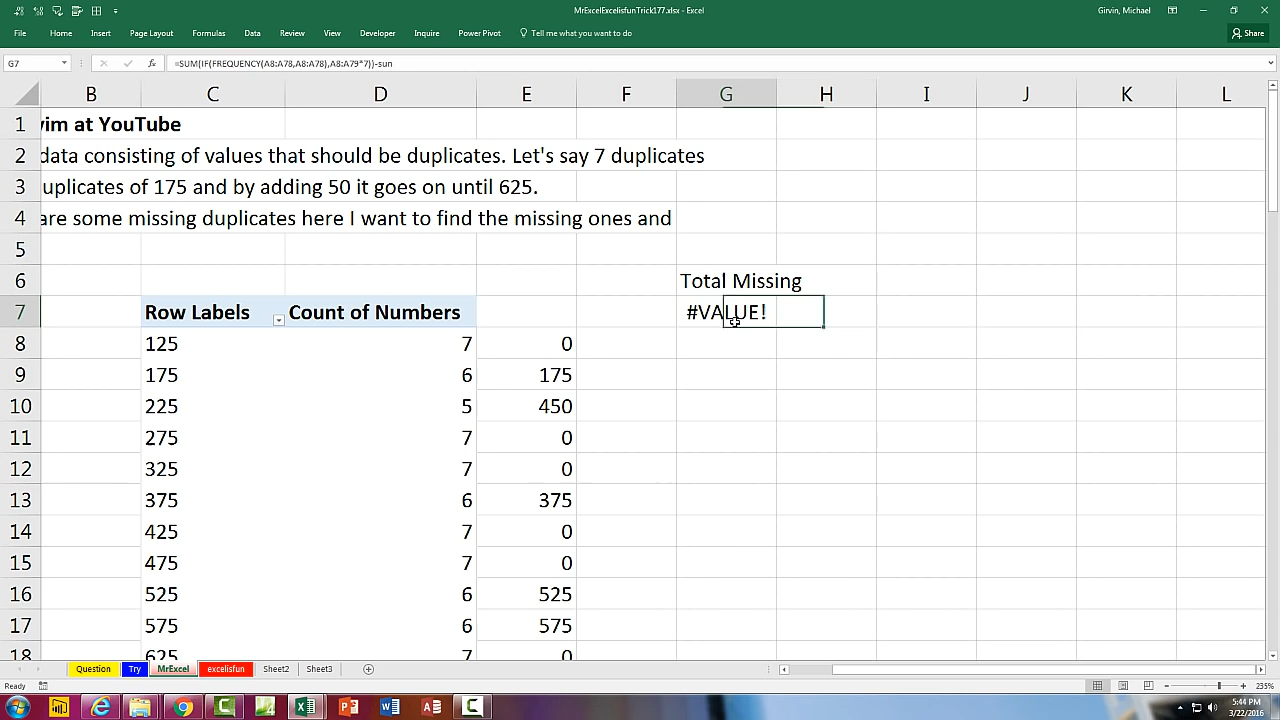 MrExcelExcelisfunTrick177.xlsx - Excel
Girvin, Michael
File Home Insert Page Layout Formulas Data Review View Developer Inquire Power Pivot Tell me what you want to do
Share
G7 fx =SUM(IF(FREQUENCY(A8:A78,A8:A78),A8:A79*7))-sun
B C D E F G H I J K L
1 vim at YouTube
2 data consisting of values that should be duplicates. Let's say 7 duplicates
3 uplicates of 175 and by adding 50 it goes on until 625.
4 are some missing duplicates here I want to find the missing ones and
5
6 Total Missing
7 Row Labels Count of Numbers #VALUE!
8 125 7 0
9 175 6 175
10 225 5 450
11 275 7 0
12 325 7 0
13 375 6 375
14 425 7 0
15 475 7 0
16 525 6 525
17 575 6 575
18 625 7 0
Question Try MrExcel excelisfun Sheet2 Sheet3
Ready
235%
5:44 PM
3/22/2016